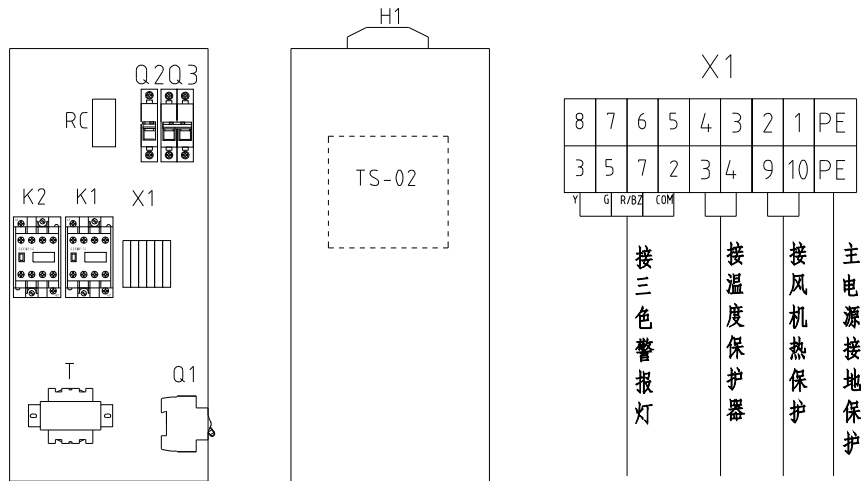 H1
Q2 Q3
RC
K2 K1 X1
T
Q1
TS-02
X1
8 7 6 5 4 3 2 1 PE
3 5 7 2 3 4 9 10 PE
Y G R/BZ COM
接三色警报灯
接温度保护器
接风机热保护
主电源接地保护